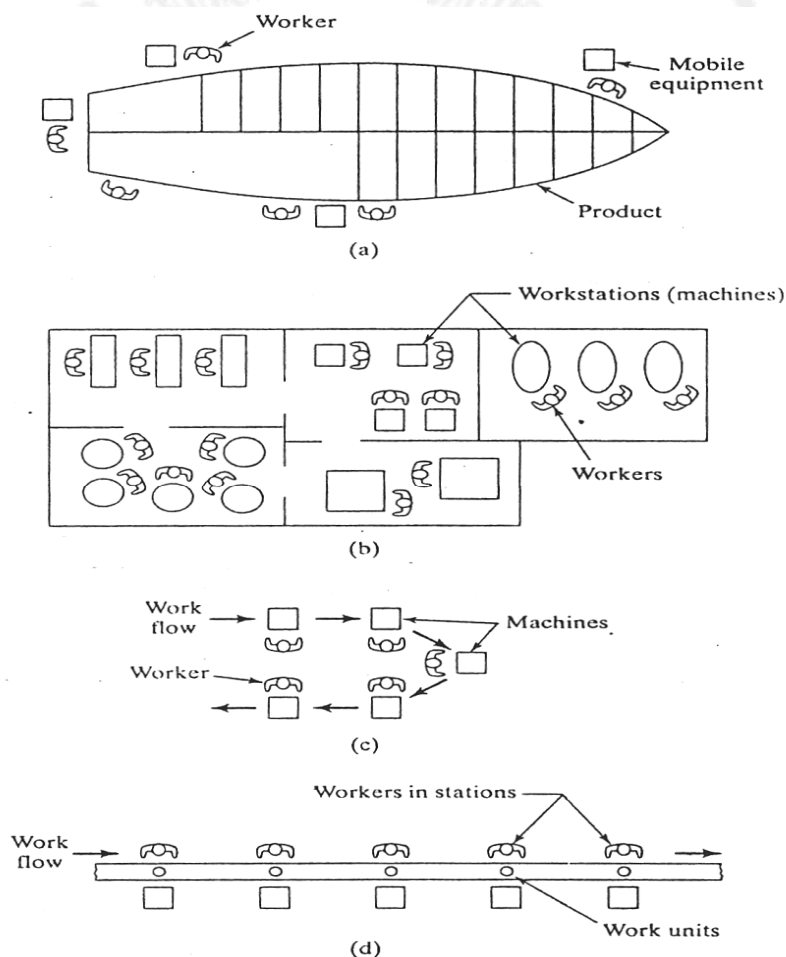 Worker
Mobile
equipment
Product
(a)
Workstations (machines)
Workers
(b)
Work
flow
Machines
Worker
(c)
Workers in stations
Work
flow
Work units
(d)